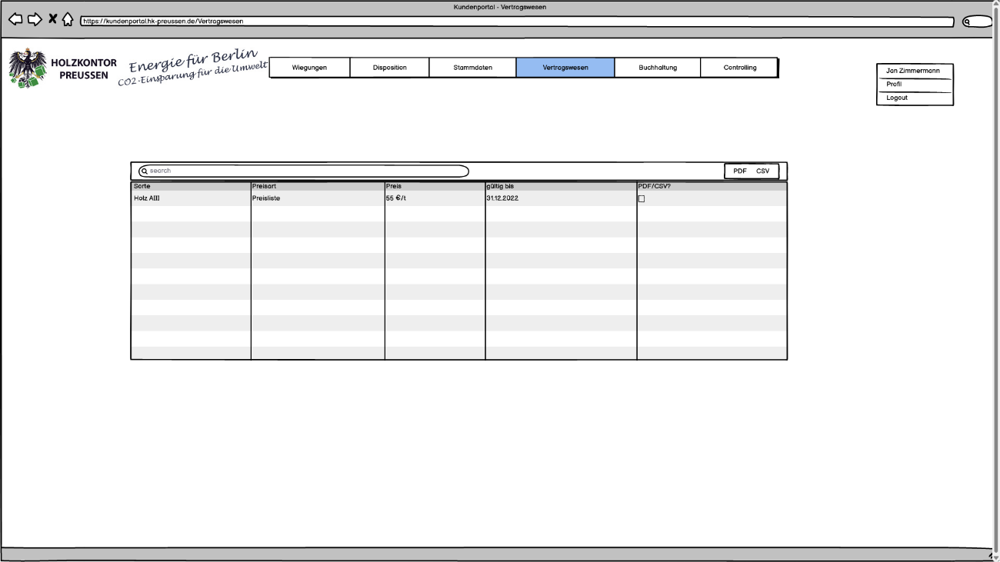 Kundenportal - Vertragswesen
https://kundenportal.hk-preussen.de/Vertragswesen
HOLZKONTOR
PREUSSEN
Energie für Berlin
CO2-Einsparung für die Umwelt
Wiegungen Disposition Stammdaten Vertragswesen Buchhaltung Controlling
Jan Zimmermann
Profil
Logout
search PDF CSV
Sorte Preisart Preis gültig bis PDF/CSV?
Holz AIII Preisliste 55 €/t 31.12.2022